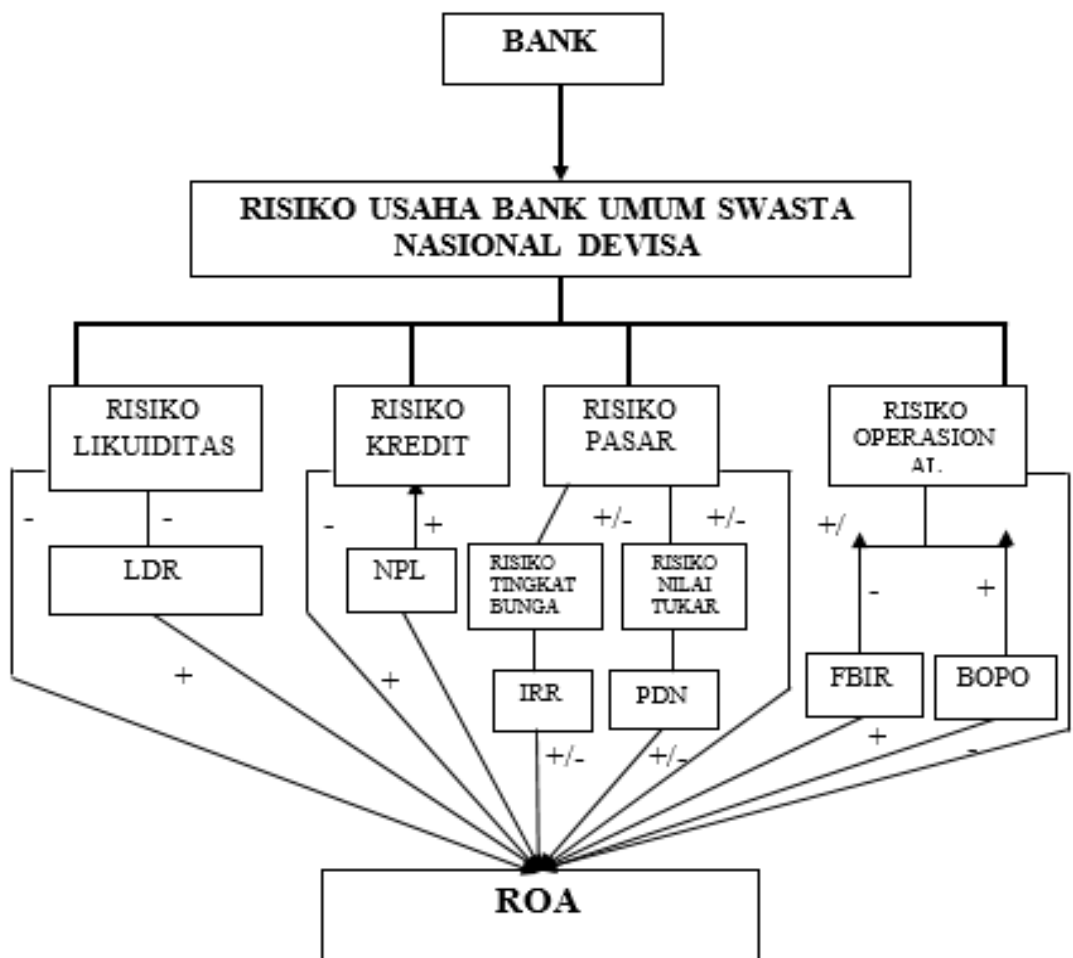 BANK
RISIKO USAHA BANK UMUM SWASTA
NASIONAL DEVISA
RISIKO
LIKUIDITAS
RISIKO
KREDIT
RISIKO
PASAR
RISIKO
OPERASION
AL
-
-
-
+
+/-
+/-
+/
LDR
NPL
RISIKO
TINGKAT
BUNGA
RISIKO
NILAI
TUKAR
-
+
+
+
IRR
PDN
FBIR
BOPO
+/-
+/-
+
-
ROA